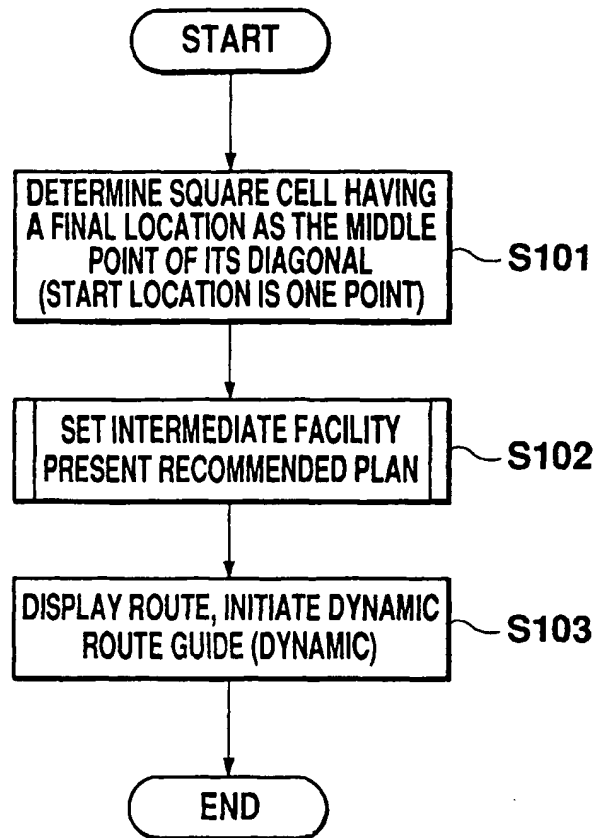 START
DETERMINE SQUARE CELL HAVING
A FINAL LOCATION AS THE MIDDLE
POINT OF ITS DIAGONAL
(START LOCATION IS ONE POINT)
S101
SET INTERMEDIATE FACILITY
PRESENT RECOMMENDED PLAN
S102
DISPLAY ROUTE, INITIATE DYNAMIC
ROUTE GUIDE (DYNAMIC)
S103
END